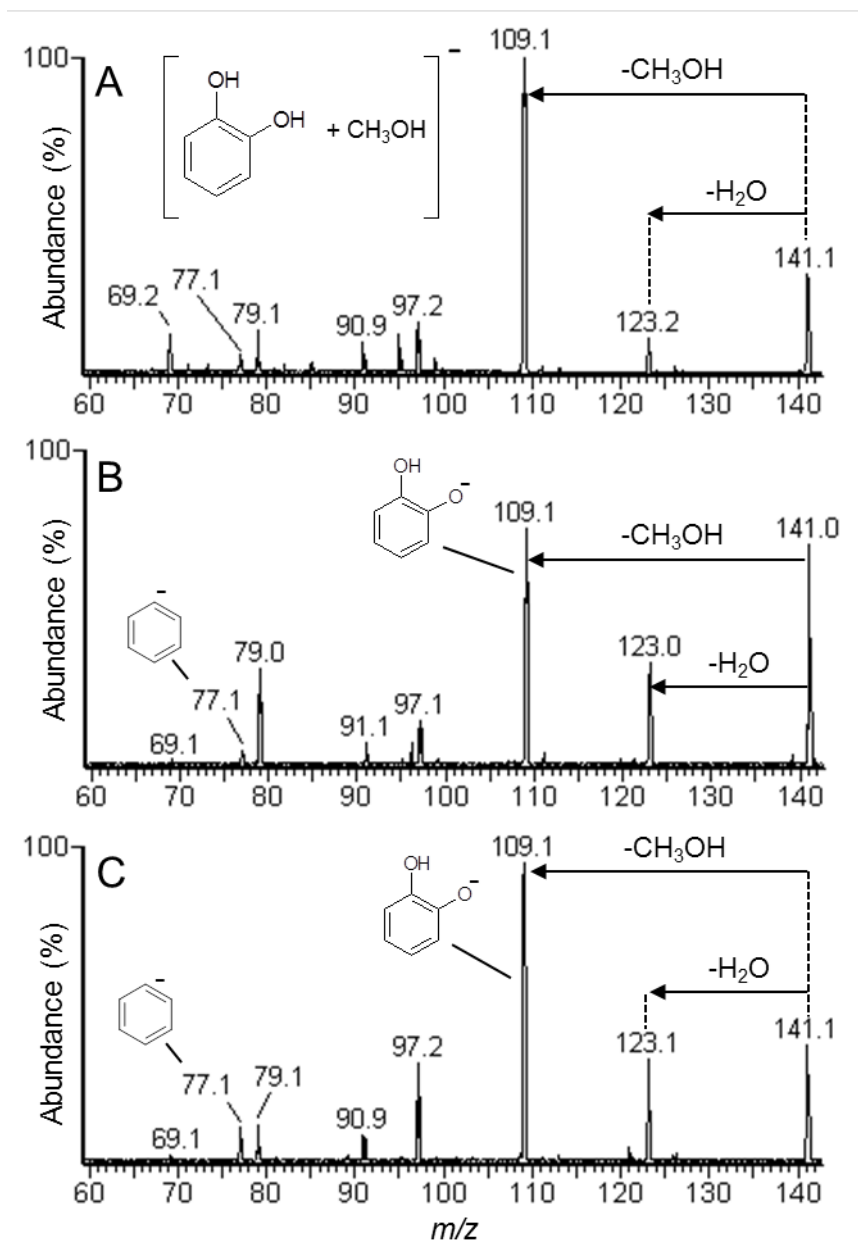 A
OH
OH
+ CH3OH
-
109.1
-CH3OH
-H2O
141.1
123.2
97.2
90.9
79.1
77.1
69.2
100
Abundance (%)
60 70 80 90 100 110 120 130 140
B
OH
O-
109.1
-CH3OH
141.0
-H2O
123.0
97.1
91.1
79.0
-
77.1
69.1
100
Abundance (%)
60 70 80 90 100 110 120 130 140
C
OH
O-
109.1
-CH3OH
-H2O
141.1
123.1
97.2
90.9
79.1
-
77.1
69.1
100
Abundance (%)
60 70 80 90 100 110 120 130 140
m/z